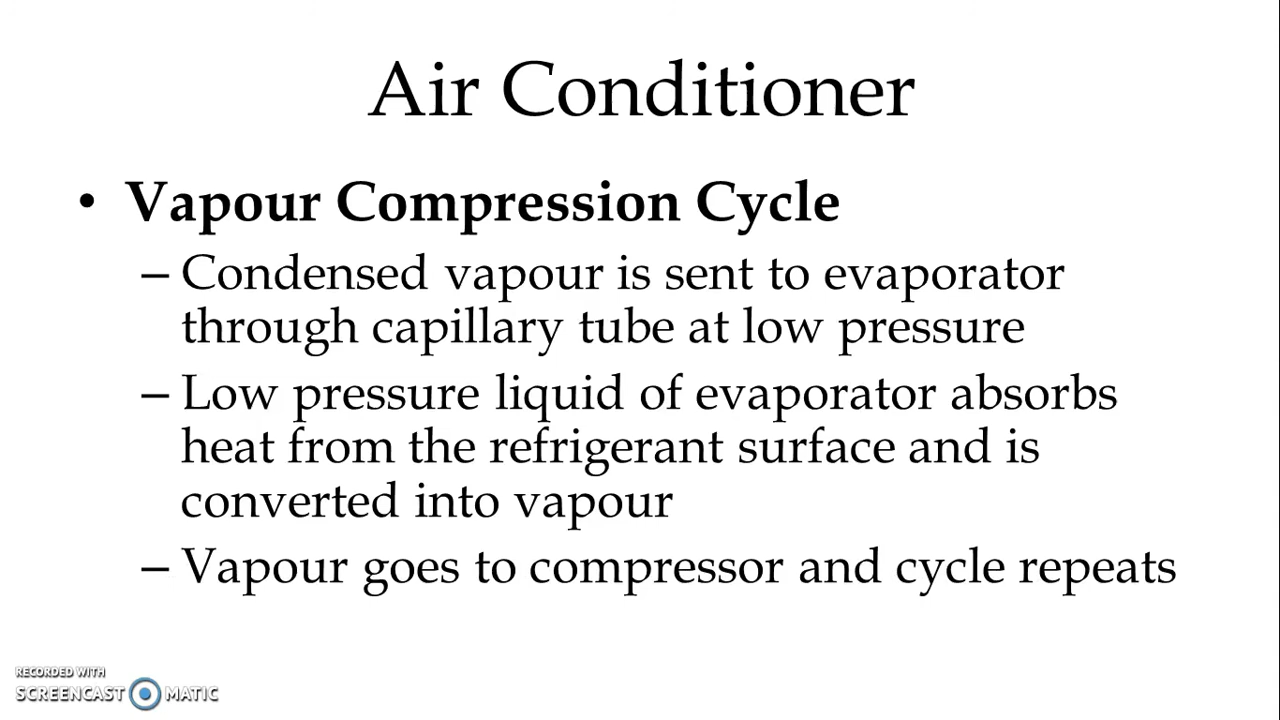 Air Conditioner
• Vapour Compression Cycle
– Condensed vapour is sent to evaporator
through capillary tube at low pressure
– Low pressure liquid of evaporator absorbs
heat from the refrigerant surface and is
converted into vapour
– Vapour goes to compressor and cycle repeats
RECORDED WITH
SCREENCAST MATIC